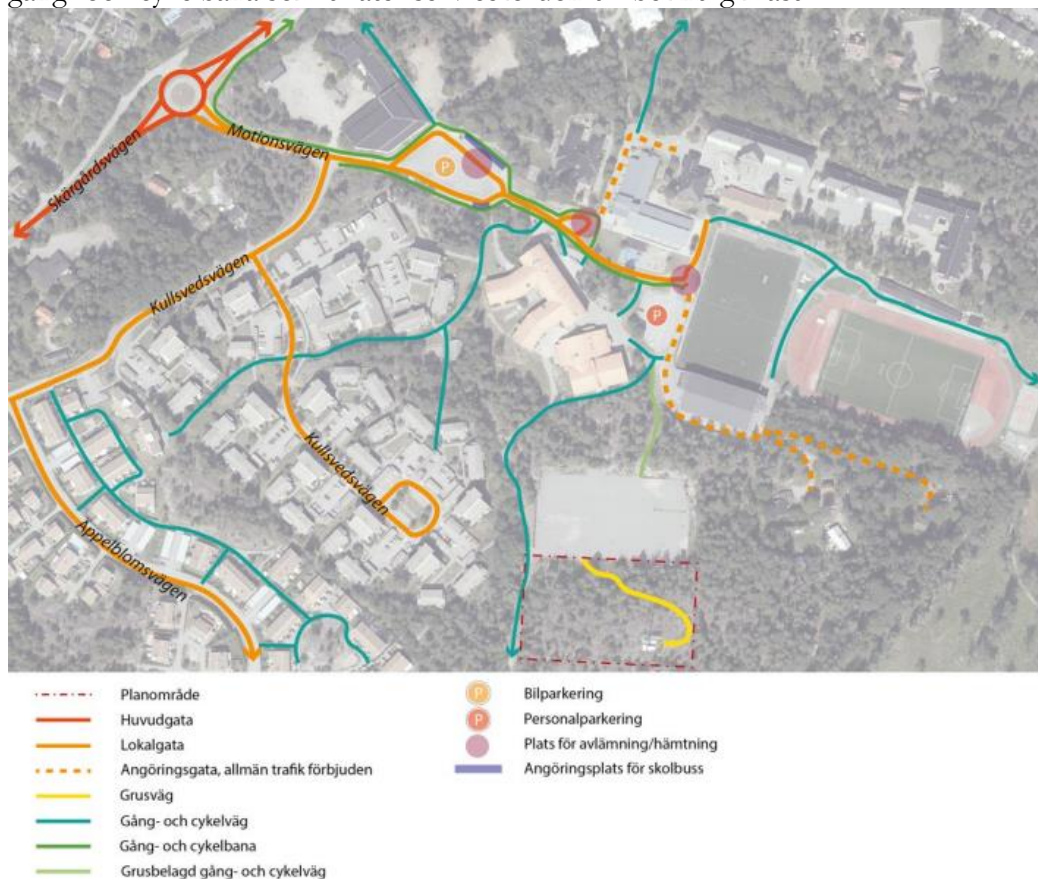 Skärgårdsvägen
Motionsvägen
P
Kullsvedsvägen
P
Kullsvedsvägen
Äppelblomsvägen
Planområde
Huvudgata
Lokalgata
Angöringsgata, allmän trafik förbjuden
Grusväg
Gång- och cykelväg
Gång- och cykelbana
Grusbelagd gång- och cykelväg
P Bilparkering
P Personalparkering
Plats för avlämning/hämtning
Angöringsplats för skolbuss